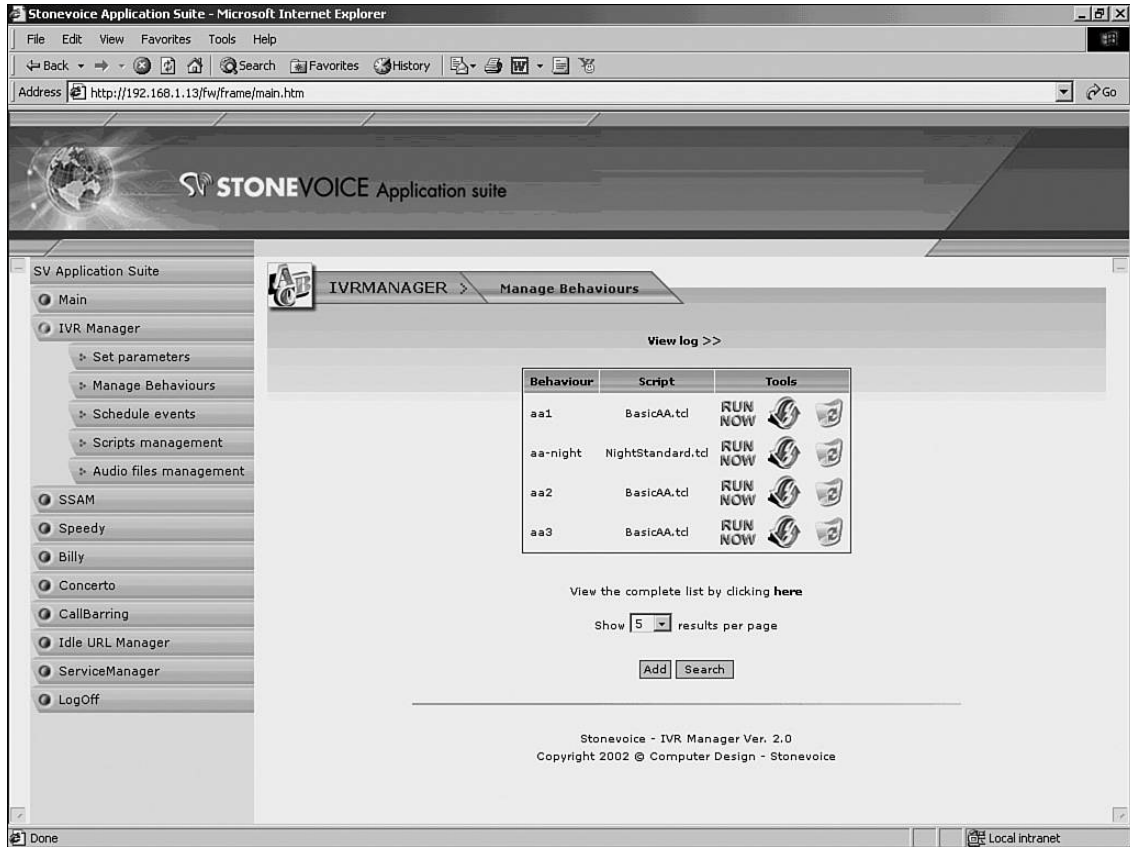 Stonevoice Application Suite - Microsoft Internet Explorer
File Edit View Favorites Tools Help
Back Search Favorites History
Address http://192.168.1.13/fw/frame/main.htm Go
SV STONEVOICE Application suite
SV Application Suite
Main
IVR Manager
Set parameters
Manage Behaviours
Schedule events
Scripts management
Audio files management
SSAM
Speedy
Billy
Concerto
CallBarring
Idle URL Manager
ServiceManager
LogOff
ABC
IVRMANAGER > Manage Behaviours
View log >>
Behaviour Script Tools
aa1 BasicAA.tcl RUN NOW
aa-night NightStandard.tcl RUN NOW
aa2 BasicAA.tcl RUN NOW
aa3 BasicAA.tcl RUN NOW
View the complete list by clicking here
Show 5 results per page
Add Search
Stonevoice - IVR Manager Ver. 2.0
Copyright 2002 © Computer Design - Stonevoice
Done Local intranet